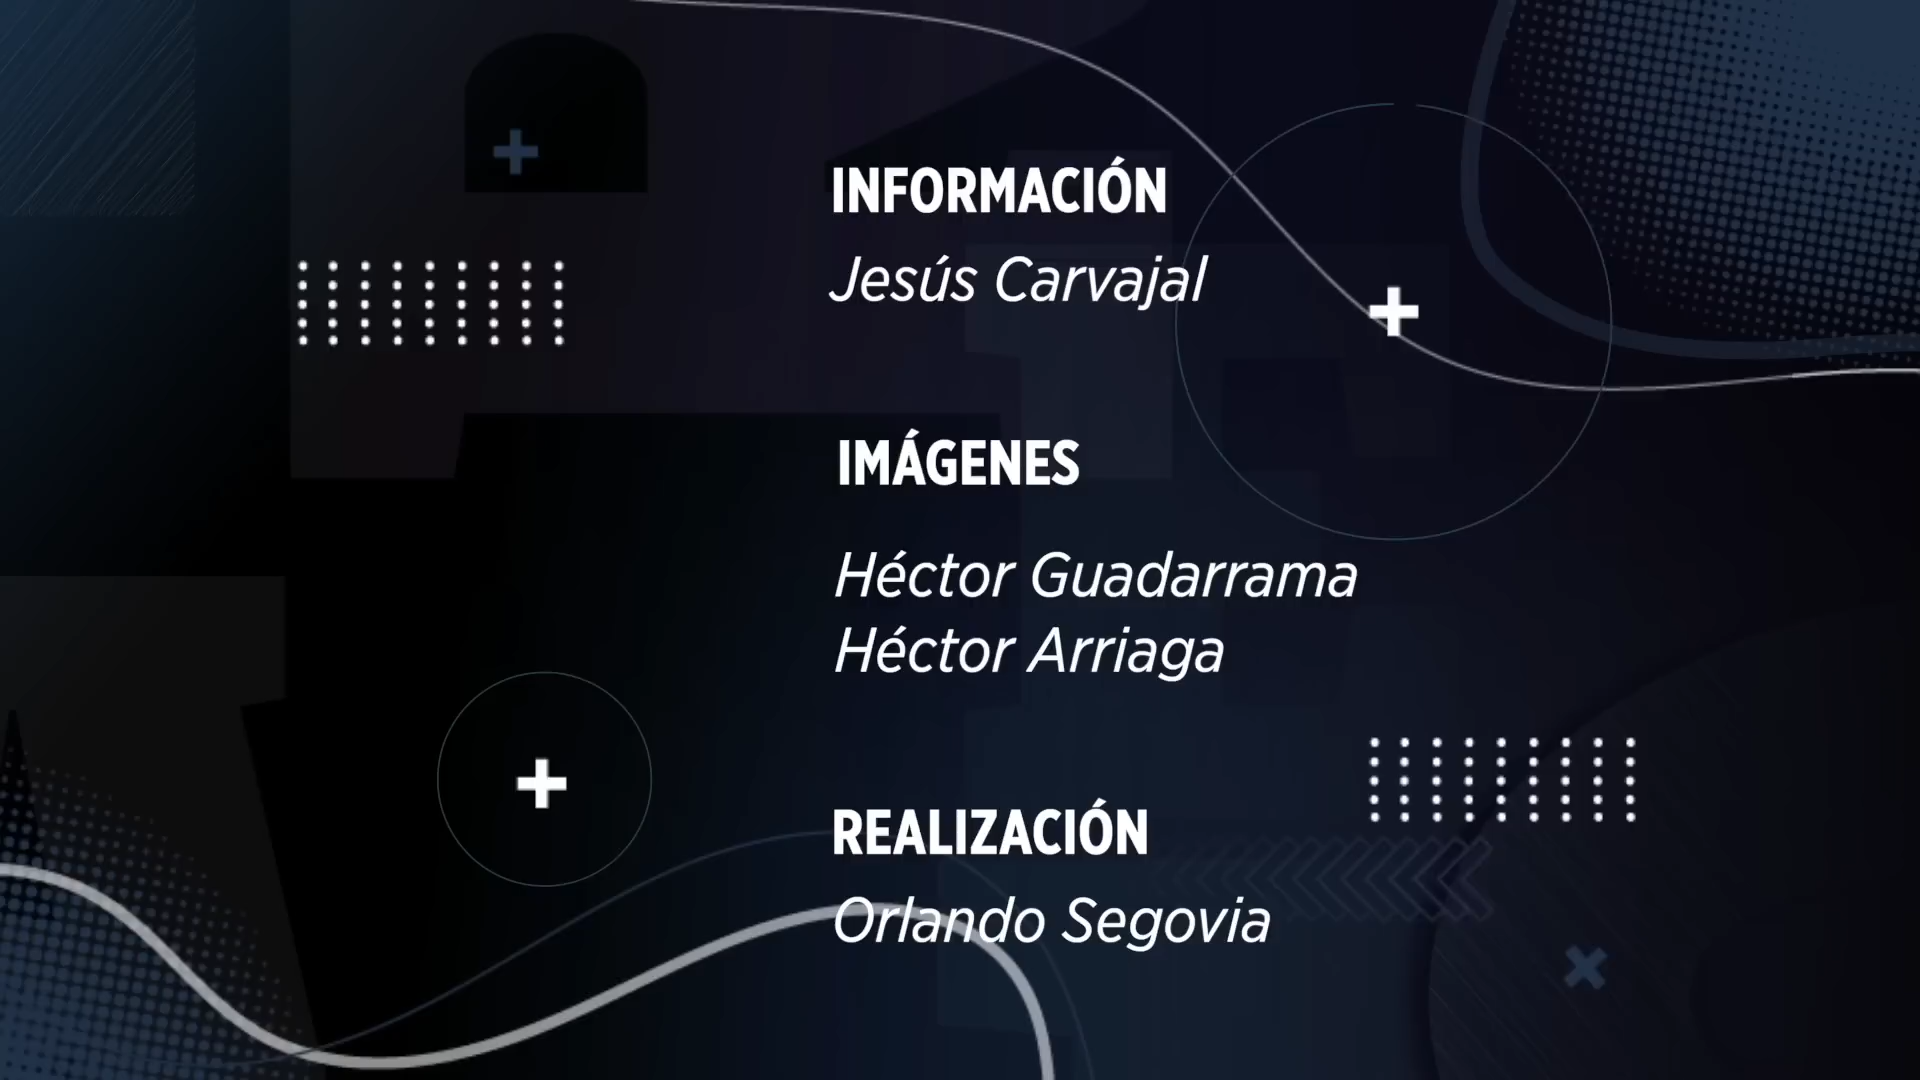 INFORMACIÓN
Jesús Carvajal
IMÁGENES
Héctor Guadarrama
Héctor Arriaga
REALIZACIÓN
Orlando Segovia